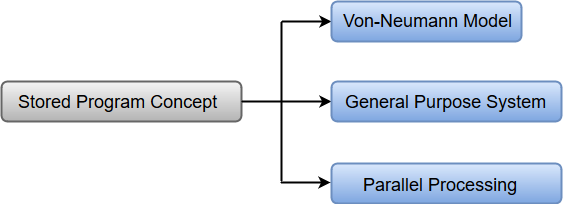 Von-Neumann Model
Stored Program Concept
General Purpose System
Parallel Processing